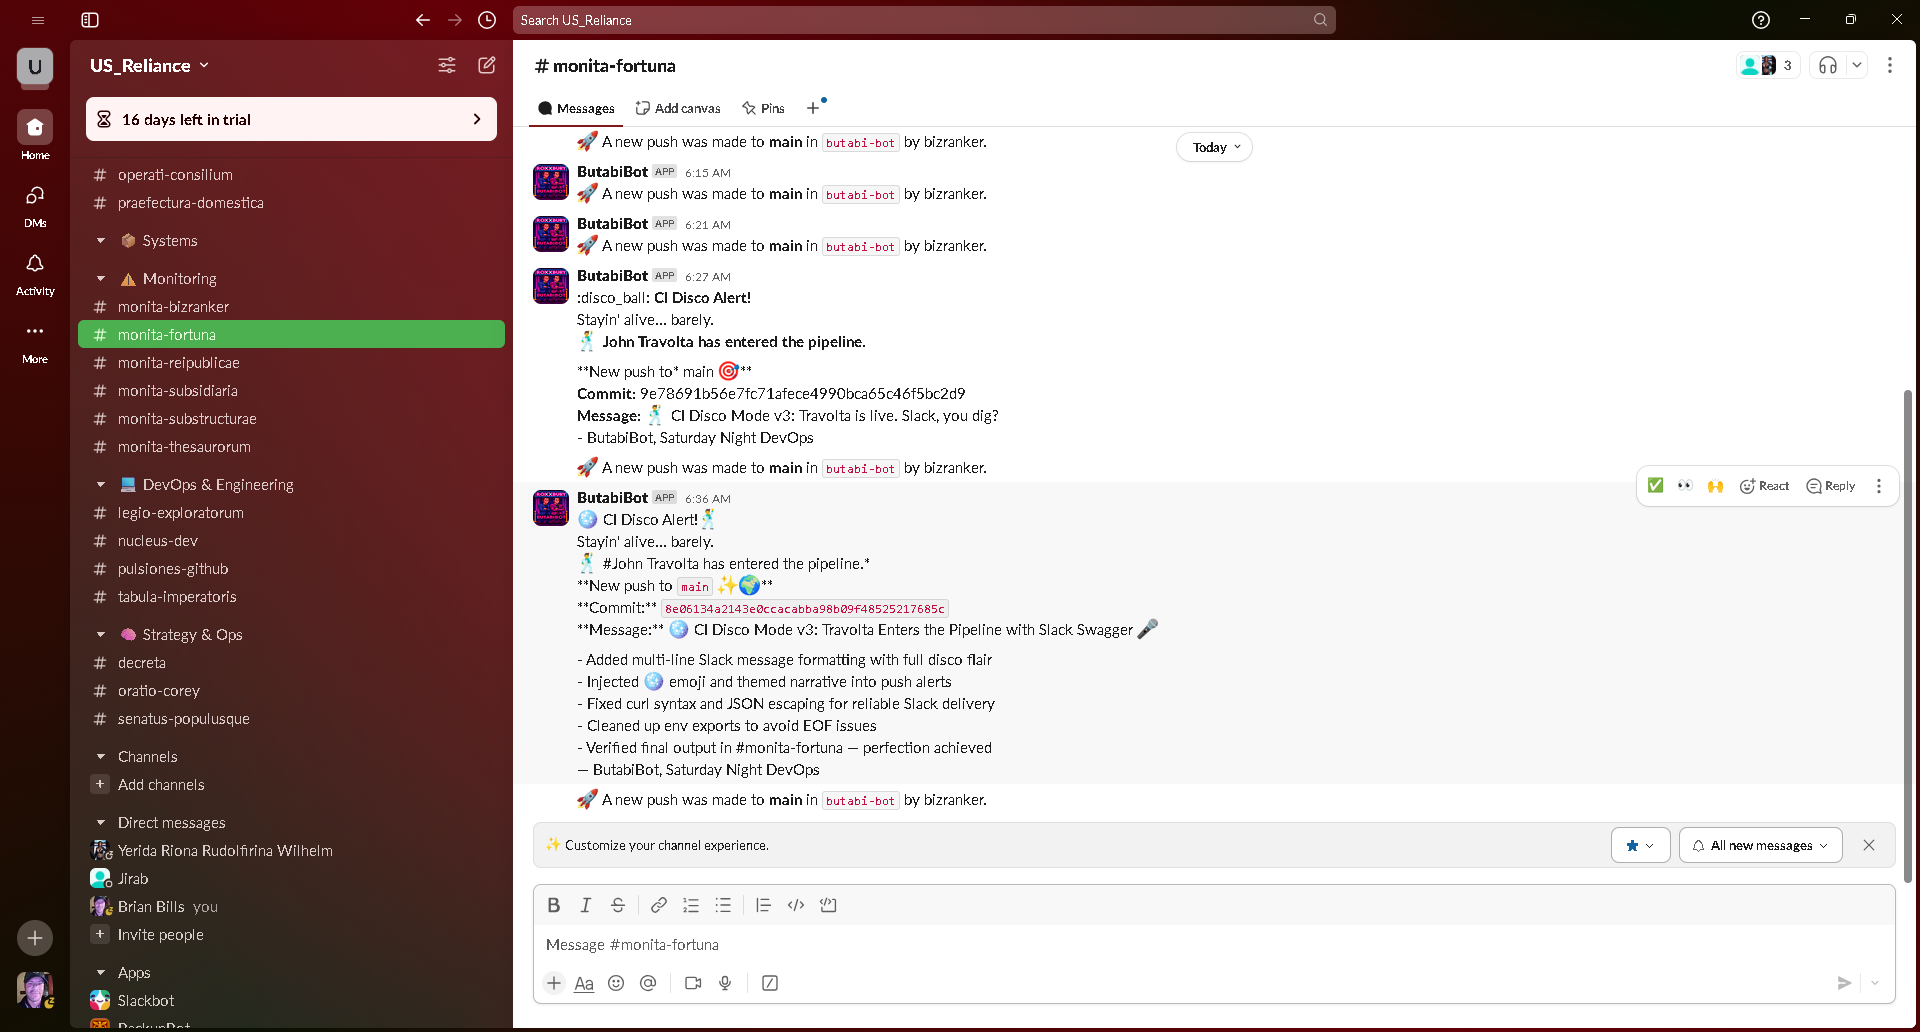 Search US_Reliance
U
Home
DMs
Activity
More
US_Reliance
16 days left in trial
# operati-consilium
# praefectura-domestica
Systems
Monitoring
# monita-bizranker
# monita-fortuna
# monita-reipublicae
# monita-subsidiaria
# monita-substructurae
# monita-thesaurorum
DevOps & Engineering
# legio-exploratorum
# nucleus-dev
# pulsiones-github
# tabula-imperatoris
Strategy & Ops
# decreta
# oratio-corey
# senatus-populusque
Channels
+ Add channels
Direct messages
Yerida Riona Rudolfirina Wilhelm
Jirab
Brian Bills you
+ Invite people
Apps
Slackbot
BackupBot
# monita-fortuna
3
Messages Add canvas Pins +
Today
🚀 A new push was made to main in butabi-bot by bizranker.
ButabiBot APP 6:15 AM
🚀 A new push was made to main in butabi-bot by bizranker.
ButabiBot APP 6:21 AM
🚀 A new push was made to main in butabi-bot by bizranker.
ButabiBot APP 6:27 AM
:disco_ball: CI Disco Alert!
Stayin' alive... barely.
🕺 John Travolta has entered the pipeline.
**New push to* main 🎯**
Commit: 9e78691b56e7fc71afece4990bca65c46f5bc2d9
Message: 🕺 CI Disco Mode v3: Travolta is live. Slack, you dig?
- ButabiBot, Saturday Night DevOps
🚀 A new push was made to main in butabi-bot by bizranker.
React Reply
ButabiBot APP 6:36 AM
🪩 CI Disco Alert!🕺
Stayin' alive... barely.
🕺 #John Travolta has entered the pipeline.*
**New push to main ✨🌍**
**Commit:** 8e06134a2143e0ccacabba98b09f48525217685c
**Message:** 🪩 CI Disco Mode v3: Travolta Enters the Pipeline with Slack Swagger 🎤
- Added multi-line Slack message formatting with full disco flair
- Injected 🪩 emoji and themed narrative into push alerts
- Fixed curl syntax and JSON escaping for reliable Slack delivery
- Cleaned up env exports to avoid EOF issues
- Verified final output in #monita-fortuna — perfection achieved
— ButabiBot, Saturday Night DevOps
🚀 A new push was made to main in butabi-bot by bizranker.
✨ Customize your channel experience.
All new messages
B I S
Message #monita-fortuna
+ Aa @